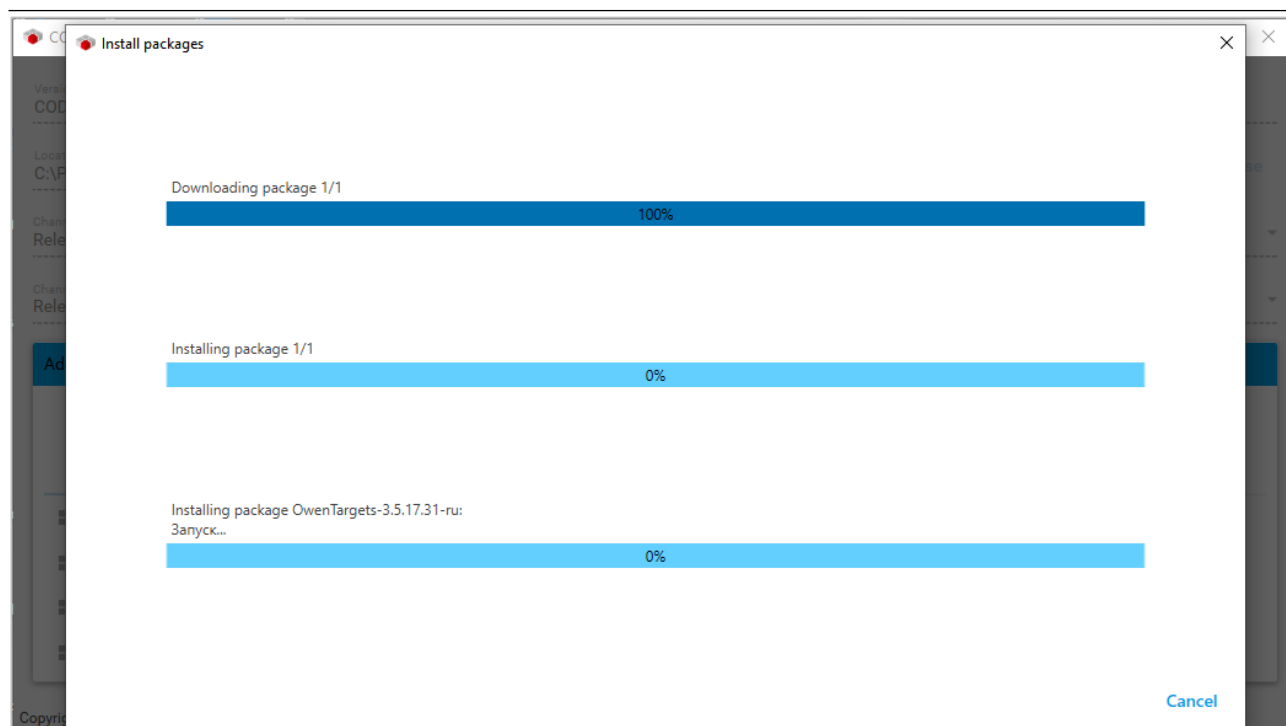 Install packages
Downloading package 1/1
100%
Installing package 1/1
0%
Installing package OwenTargets-3.5.17.31-ru:
Запуск...
0%
Cancel